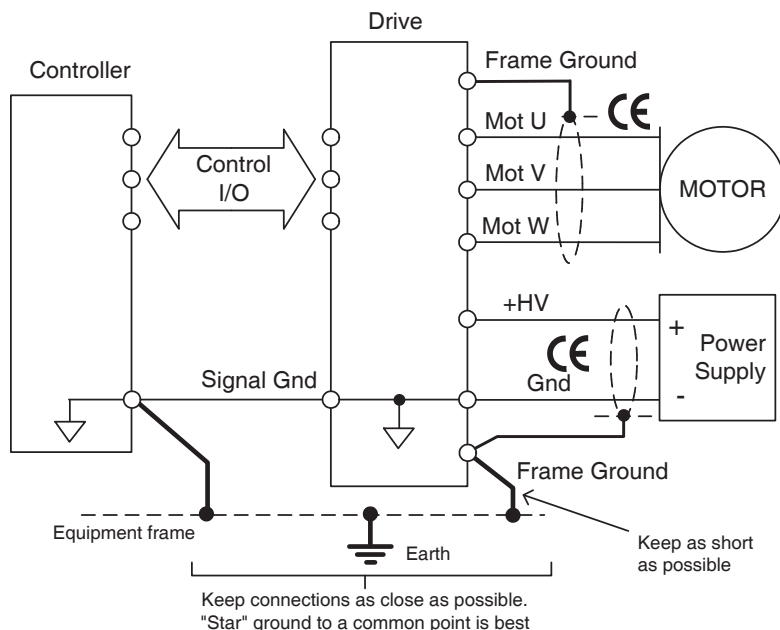 Drive
Controller
Frame Ground
CE
Mot U
Control
I/O
Mot V
MOTOR
Mot W
+HV
+
Power
Supply
CE
Signal Gnd
Gnd
-
Frame Ground
Equipment frame
Earth
Keep as short
as possible
Keep connections as close as possible.
"Star" ground to a common point is best